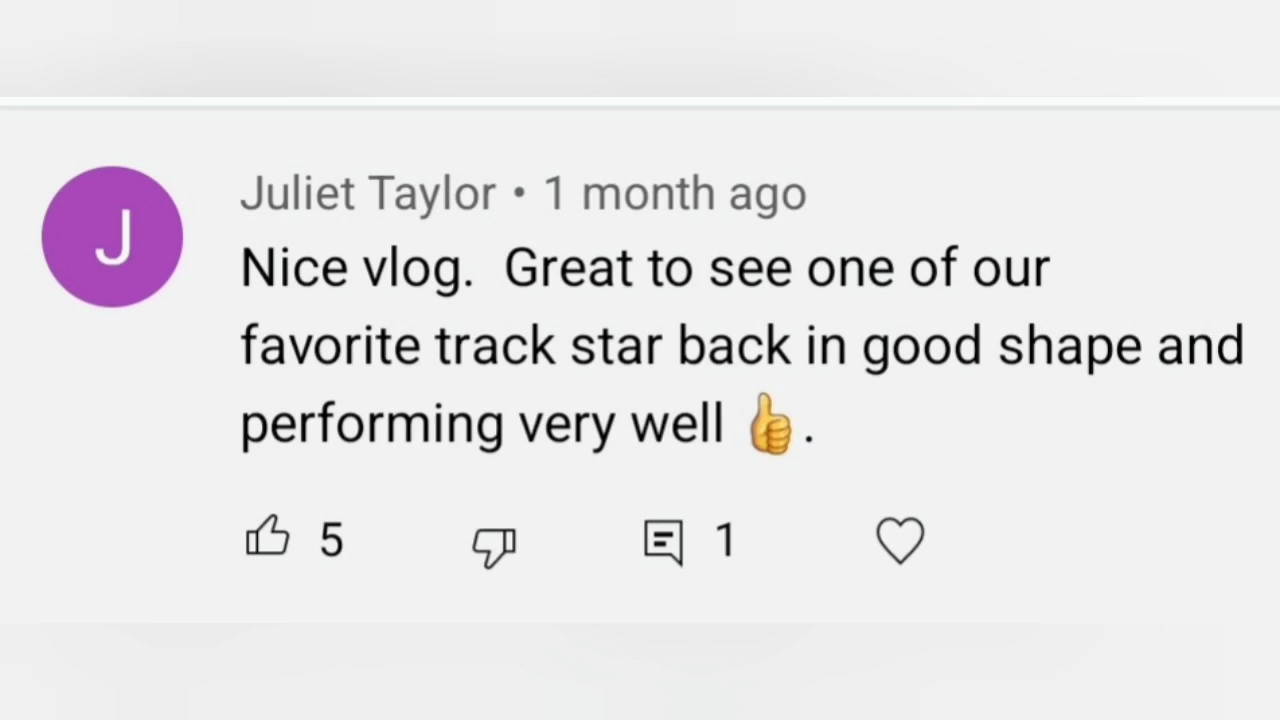 J
Juliet Taylor • 1 month ago
Nice vlog.  Great to see one of our
favorite track star back in good shape and
performing very well 👍.
5 1